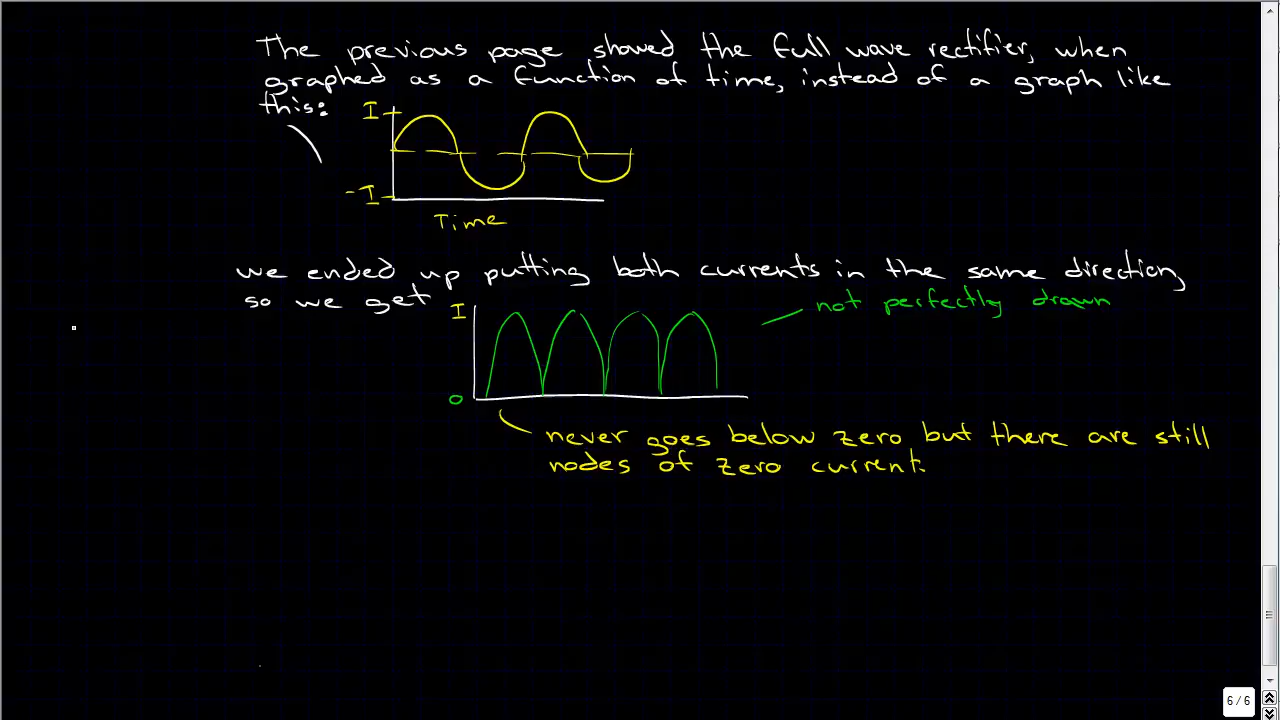 The previous page showed the full wave rectifier, when
graphed as a function of time, instead of a graph like
this:
I
-I
Time
we ended up putting both currents in the same direction,
so we get
I
not perfectly drawn
0
never goes below zero but there are still
nodes of zero current.
6/6